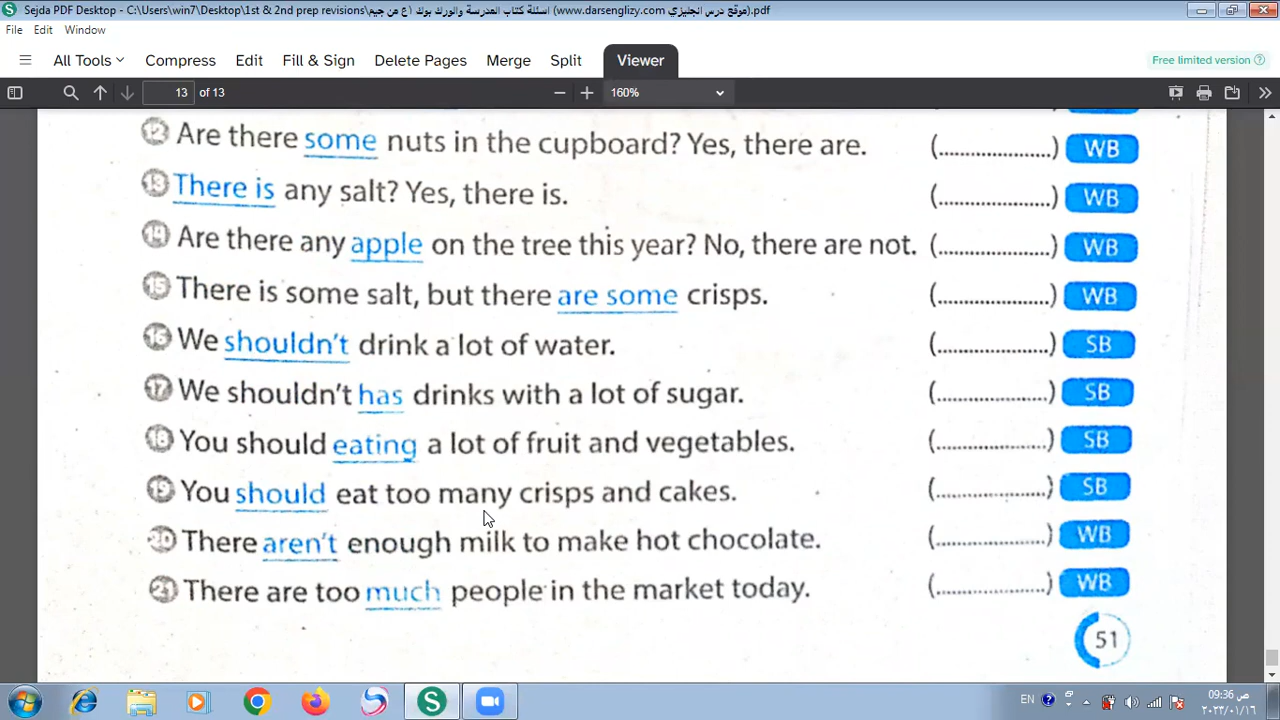 Sejda PDF Desktop - C:\Users\win7\Desktop\1st & 2nd prep revisions\اسئلة كتاب المدرسة والورك بوك ع هن جيم (www.darsenglizy.com موقع درس انجليزي).pdf
File Edit Window
All Tools Compress Edit Fill & Sign Delete Pages Merge Split Viewer Free limited version
13 of 13 160%
12 Are there some nuts in the cupboard? Yes, there are. (....................) WB
13 There is any salt? Yes, there is. (....................) WB
14 Are there any apple on the tree this year? No, there are not. (....................) WB
15 There is some salt, but there are some crisps. (....................) WB
16 We shouldn't drink a lot of water. (....................) SB
17 We shouldn't has drinks with a lot of sugar. (....................) SB
18 You should eating a lot of fruit and vegetables. (....................) SB
19 You should eat too many crisps and cakes. (....................) SB
20 There aren't enough milk to make hot chocolate. (....................) WB
21 There are too much people in the market today. (....................) WB
51
EN 09:36 ص
٢٠٢٣/٠١/١٦